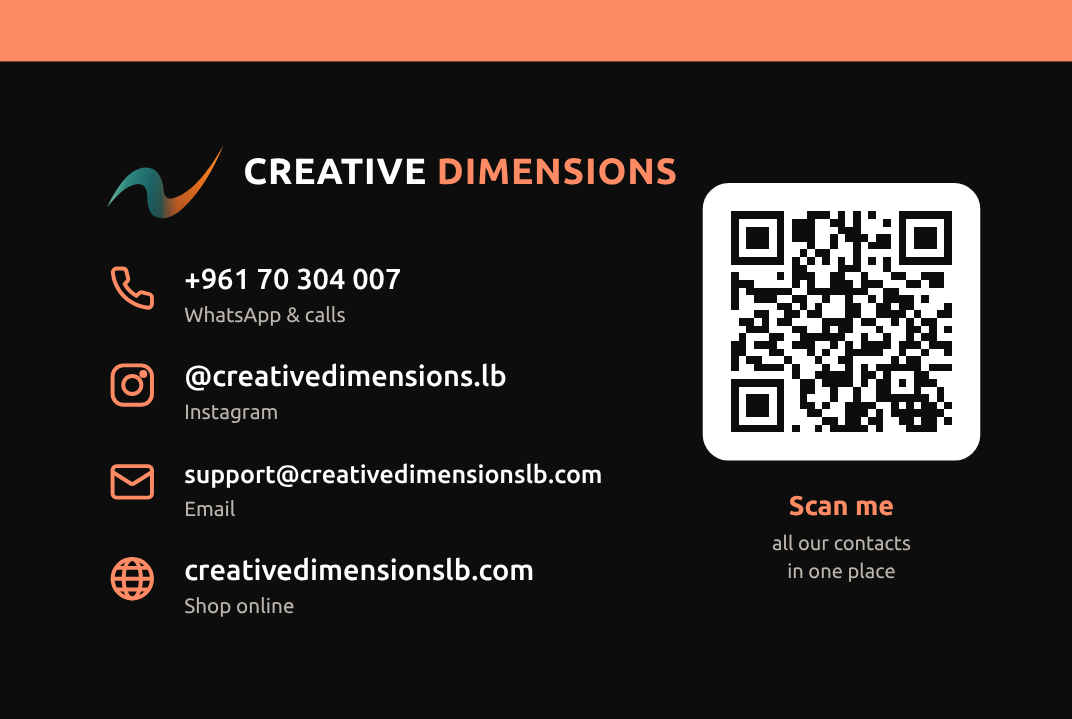 CREATIVE DIMENSIONS
+961 70 304 007
WhatsApp & calls
@creativedimensions.lb
Instagram
support@creativedimensionslb.com
Email
creativedimensionslb.com
Shop online
Scan me
all our contacts
in one place